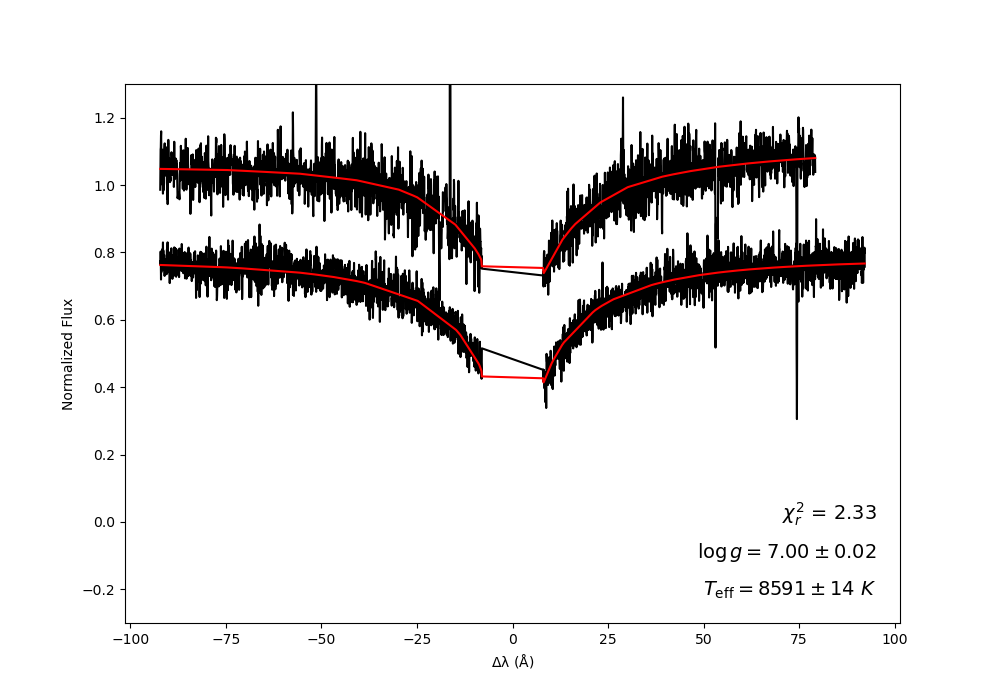 1.2
1.0
0.8
0.6
0.4
0.2
0.0
−0.2
Normalized Flux
χ²ᵣ = 2.33
log g = 7.00 ± 0.02
T_eff = 8591 ± 14 K
−100 −75 −50 −25 0 25 50 75 100
Δλ (Å)